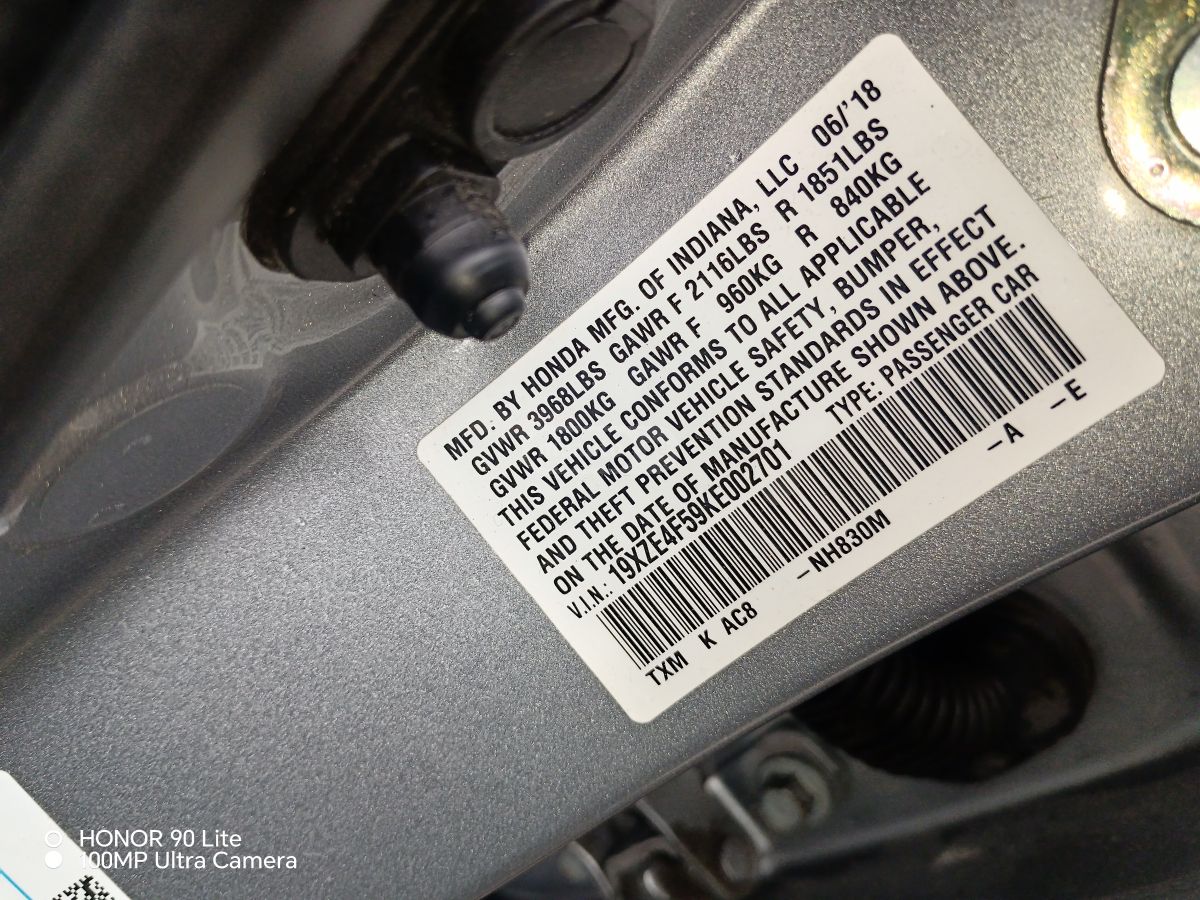 MFD. BY HONDA MFG. OF INDIANA, LLC 06/'18
GVWR 3968LBS GAWR F 2116LBS R 1851LBS
GVWR 1800KG GAWR F 960KG R 840KG
THIS VEHICLE CONFORMS TO ALL APPLICABLE
FEDERAL MOTOR VEHICLE SAFETY, BUMPER,
AND THEFT PREVENTION STANDARDS IN EFFECT
ON THE DATE OF MANUFACTURE SHOWN ABOVE.
V.I.N.: 19XZE4F59KE002701 TYPE: PASSENGER CAR
TXM K AC8 –NH830M –A –E
HONOR 90 Lite
100MP Ultra Camera